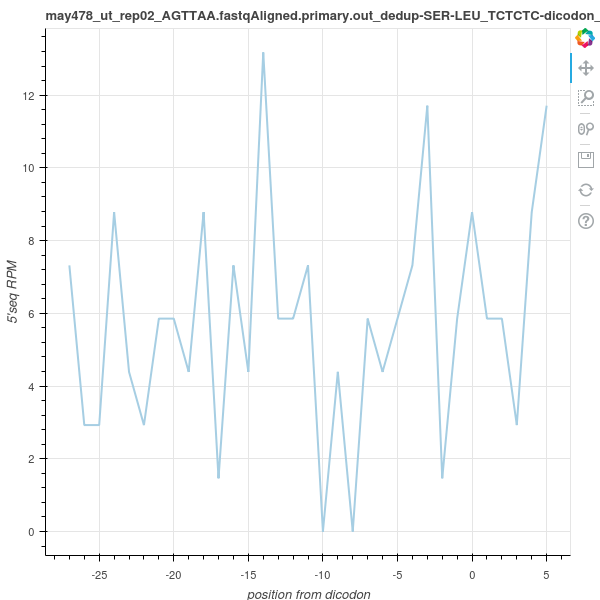 may478_ut_rep02_AGTTAA.fastqAligned.primary.out_dedup-SER-LEU_TCTCTC-dicodon_
12
10
8
6
4
2
0
5'seq RPM
-25 -20 -15 -10 -5 0 5
position from dicodon